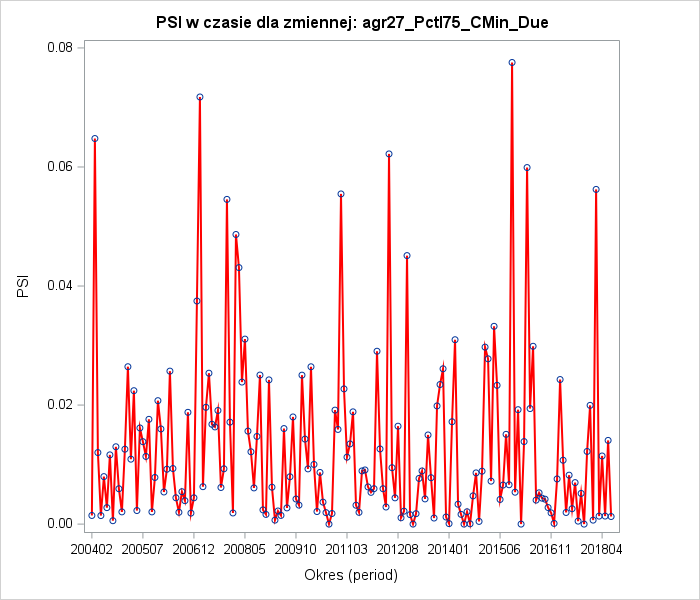 PSI w czasie dla zmiennej: agr27_Pctl75_CMin_Due
0.08
0.06
0.04
0.02
0.00
PSI
200402 200507 200612 200805 200910 201103 201208 201401 201506 201611 201804
Okres (period)